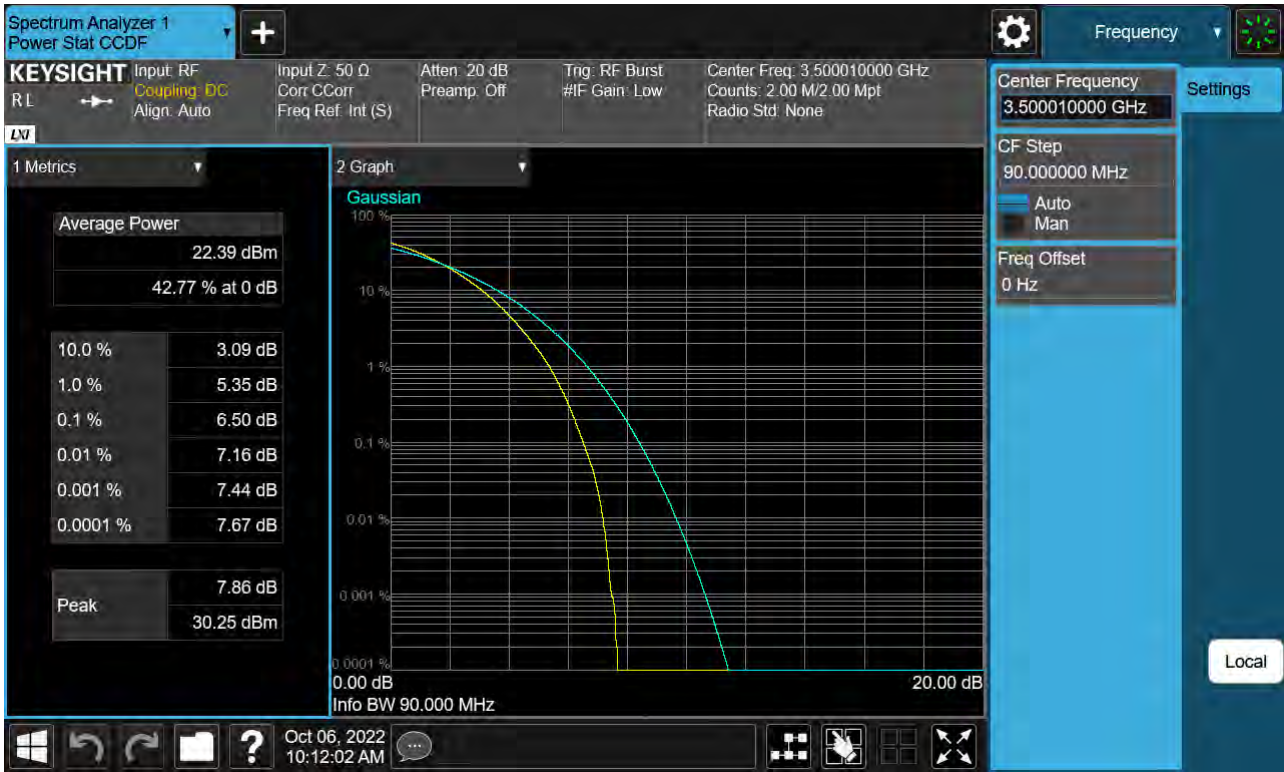 Spectrum Analyzer 1
Power Stat CCDF
Frequency
KEYSIGHT
RL
LXI
Input: RF
Coupling: DC
Align: Auto
Input Z: 50 Ω
Corr CCorr
Freq Ref: Int (S)
Atten: 20 dB
Preamp: Off
Trig: RF Burst
#IF Gain: Low
Center Freq: 3.500010000 GHz
Counts: 2.00 M/2.00 Mpt
Radio Std: None
Center Frequency
3.500010000 GHz
Settings
CF Step
90.000000 MHz
Auto
Man
Freq Offset
0 Hz
1 Metrics
Average Power
22.39 dBm
42.77 % at 0 dB
10.0 % 3.09 dB
1.0 % 5.35 dB
0.1 % 6.50 dB
0.01 % 7.16 dB
0.001 % 7.44 dB
0.0001 % 7.67 dB
Peak
7.86 dB
30.25 dBm
2 Graph
Gaussian
100 %
10 %
1 %
0.1 %
0.01 %
0.001 %
0.0001 %
0.00 dB 20.00 dB
Info BW 90.000 MHz
Local
?
Oct 06, 2022
10:12:02 AM